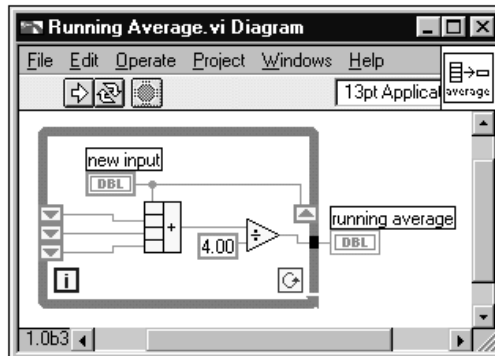 Running Average.vi Diagram
File Edit Operate Project Windows Help
13pt Applica
average
new input
DBL
+
4.00
÷
running average
DBL
i
1.0b3